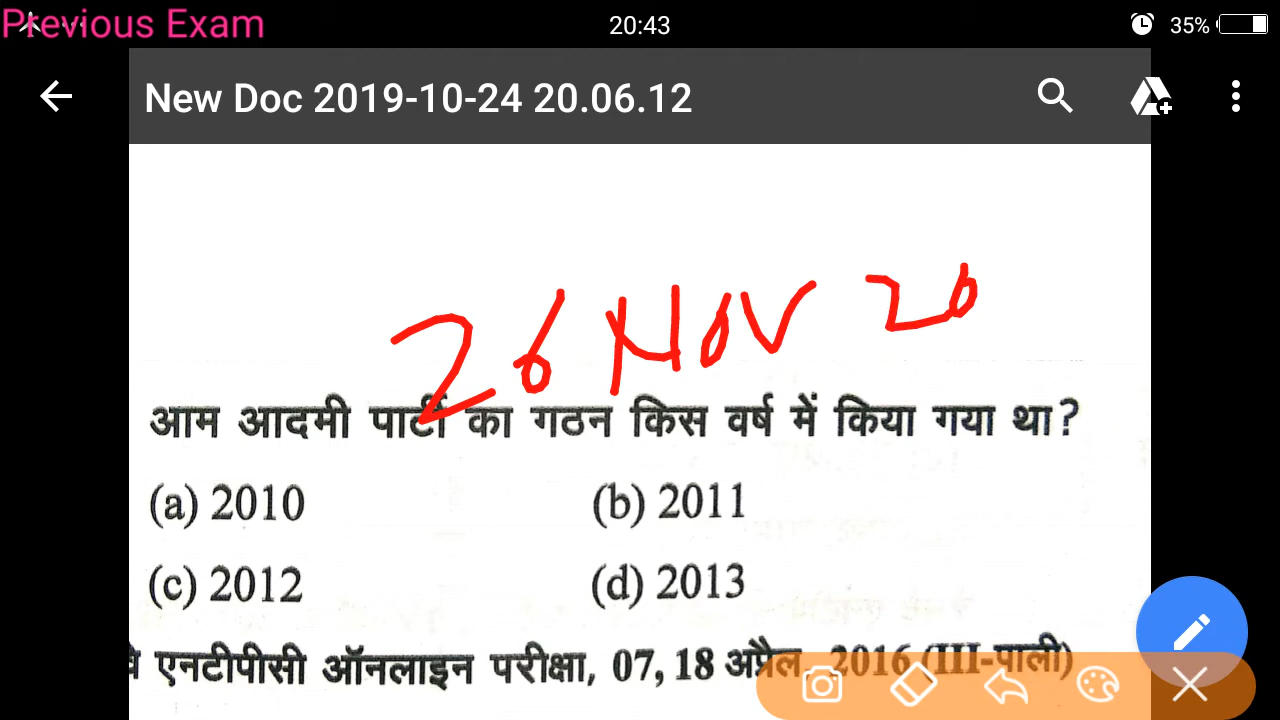 Previous Exam
20:43
35%
New Doc 2019-10-24 20.06.12
26 Nov 20
आम आदमी पार्टी का गठन किस वर्ष में किया गया था?
(a) 2010 (b) 2011
(c) 2012 (d) 2013
एनटीपीसी ऑनलाइन परीक्षा, 07, 18 अप्रैल, 2016 (III-पाली)